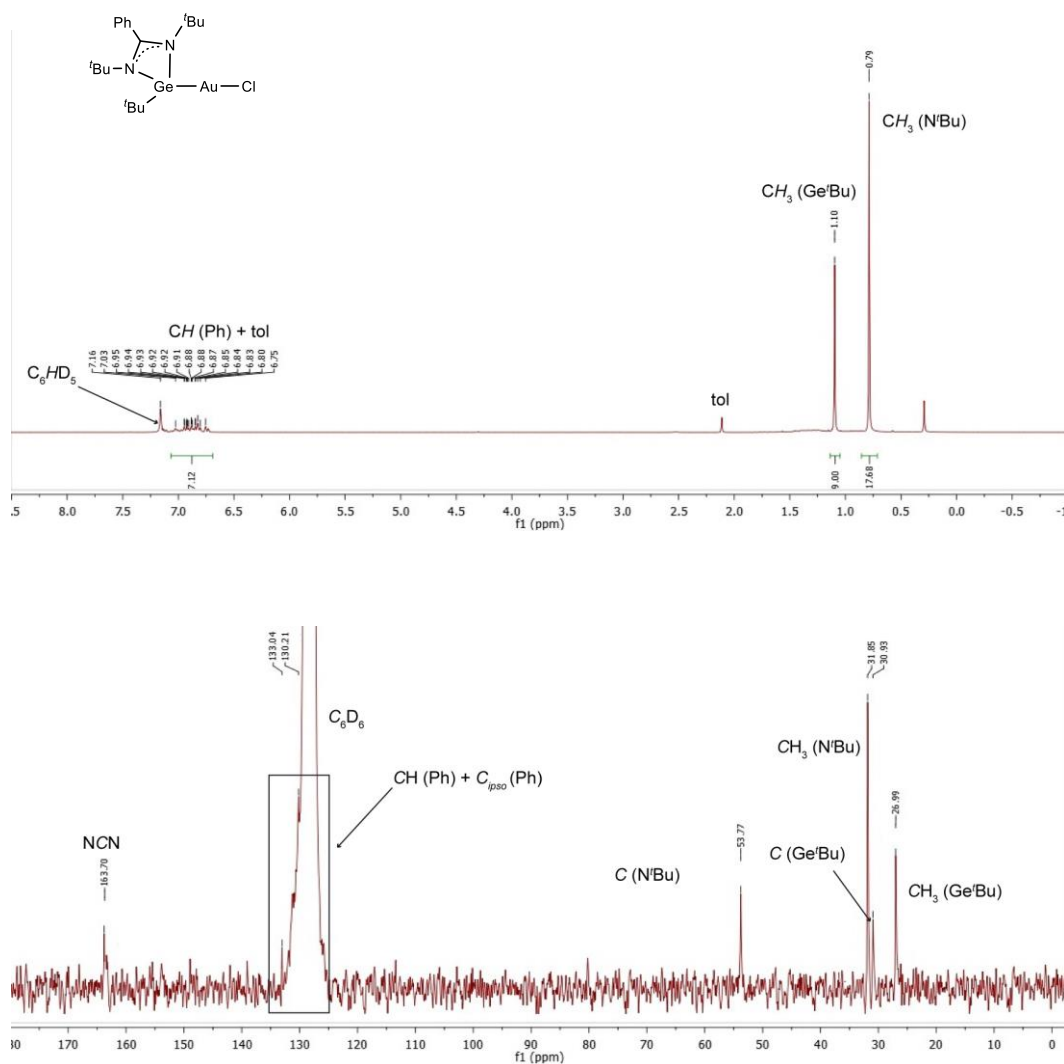 Ph
tBu
N
tBu
N
Ge
Au
Cl
tBu
0.79
CH3 (NtBu)
CH3 (GetBu)
1.10
CH (Ph) + tol
7.16
7.03
6.95
6.94
6.93
6.92
6.92
6.91
6.88
6.88
6.87
6.85
6.84
6.83
6.80
6.75
C6HD5
tol
7.12
9.00
17.68
.5 8.0 7.5 7.0 6.5 6.0 5.5 5.0 4.5 4.0 3.5 3.0 2.5 2.0 1.5 1.0 0.5 0.0 -0.5 -1
f1 (ppm)
133.04
130.21
31.85
30.93
C6D6
CH3 (NtBu)
CH (Ph) + Cipso (Ph)
26.99
NCN
163.70
53.77
C (GetBu)
C (NtBu)
CH3 (GetBu)
80 170 160 150 140 130 120 110 100 90 80 70 60 50 40 30 20 10 0
f1 (ppm)